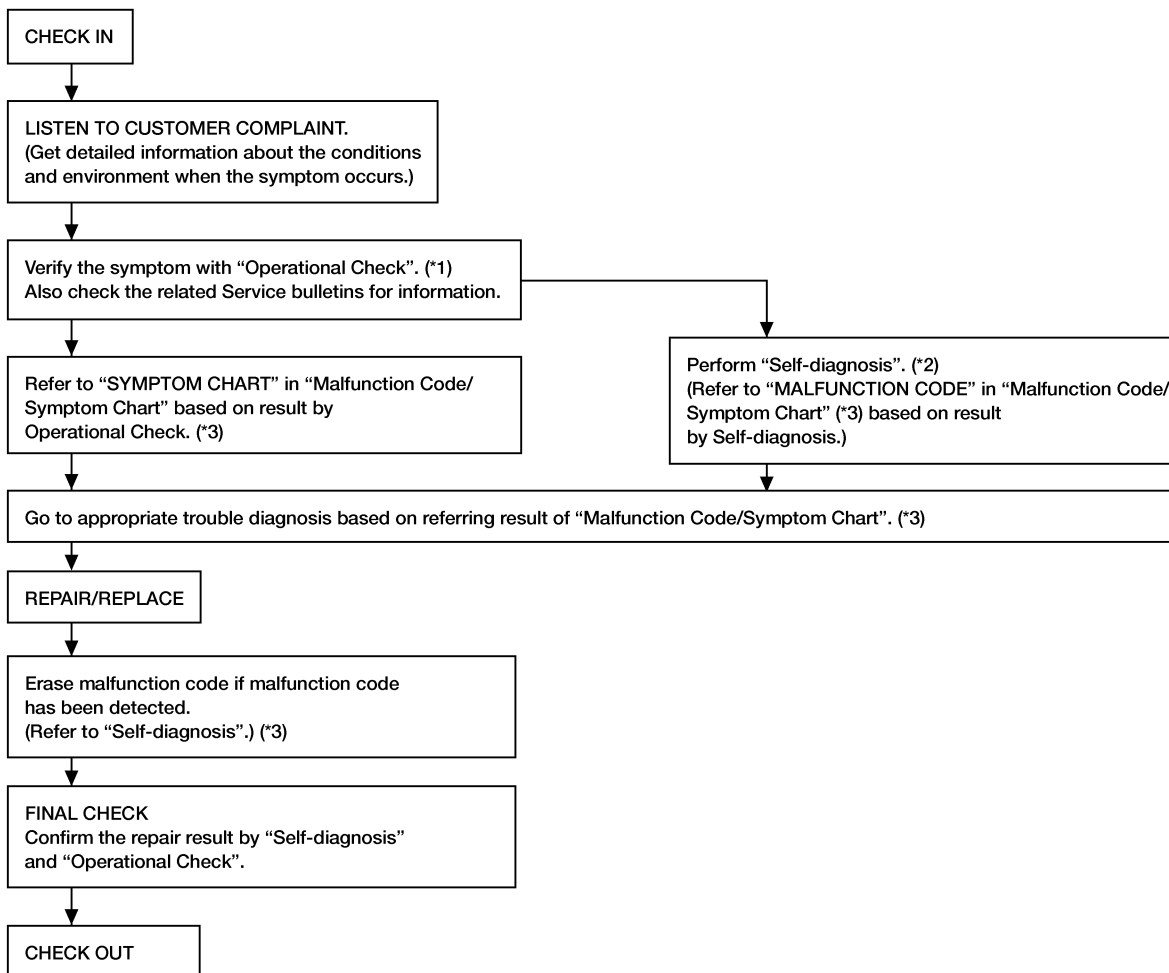 CHECK IN
LISTEN TO CUSTOMER COMPLAINT.
(Get detailed information about the conditions
and environment when the symptom occurs.)
Verify the symptom with “Operational Check”. (*1)
Also check the related Service bulletins for information.
Refer to “SYMPTOM CHART” in “Malfunction Code/
Symptom Chart” based on result by
Operational Check. (*3)
Perform “Self-diagnosis”. (*2)
(Refer to “MALFUNCTION CODE” in “Malfunction Code/
Symptom Chart” (*3) based on result
by Self-diagnosis.)
Go to appropriate trouble diagnosis based on referring result of “Malfunction Code/Symptom Chart”. (*3)
REPAIR/REPLACE
Erase malfunction code if malfunction code
has been detected.
(Refer to “Self-diagnosis”.) (*3)
FINAL CHECK
Confirm the repair result by “Self-diagnosis”
and “Operational Check”.
CHECK OUT